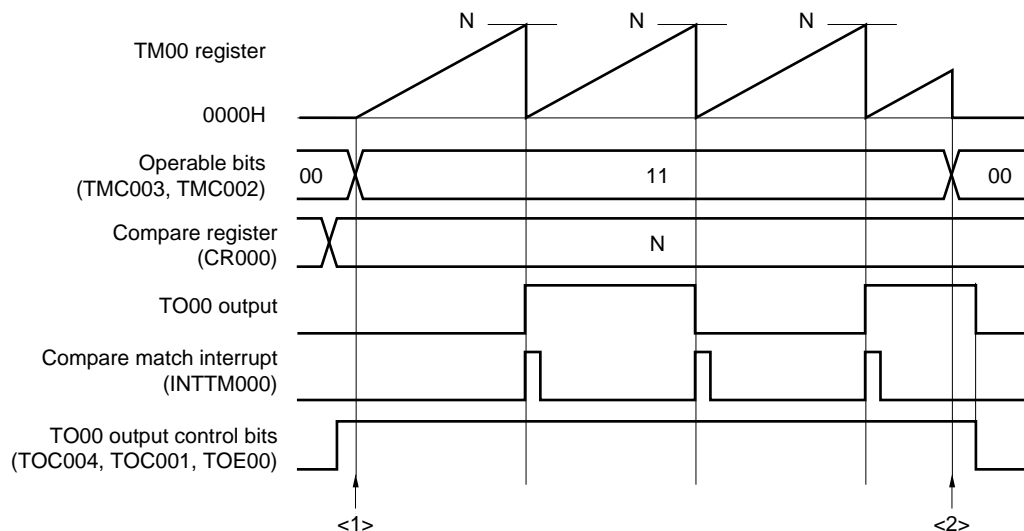 N N N
TM00 register
0000H
Operable bits
(TMC003, TMC002)
00 11 00
Compare register
(CR000)
N
TO00 output
Compare match interrupt
(INTTM000)
TO00 output control bits
(TOC004, TOC001, TOE00)
<1> <2>